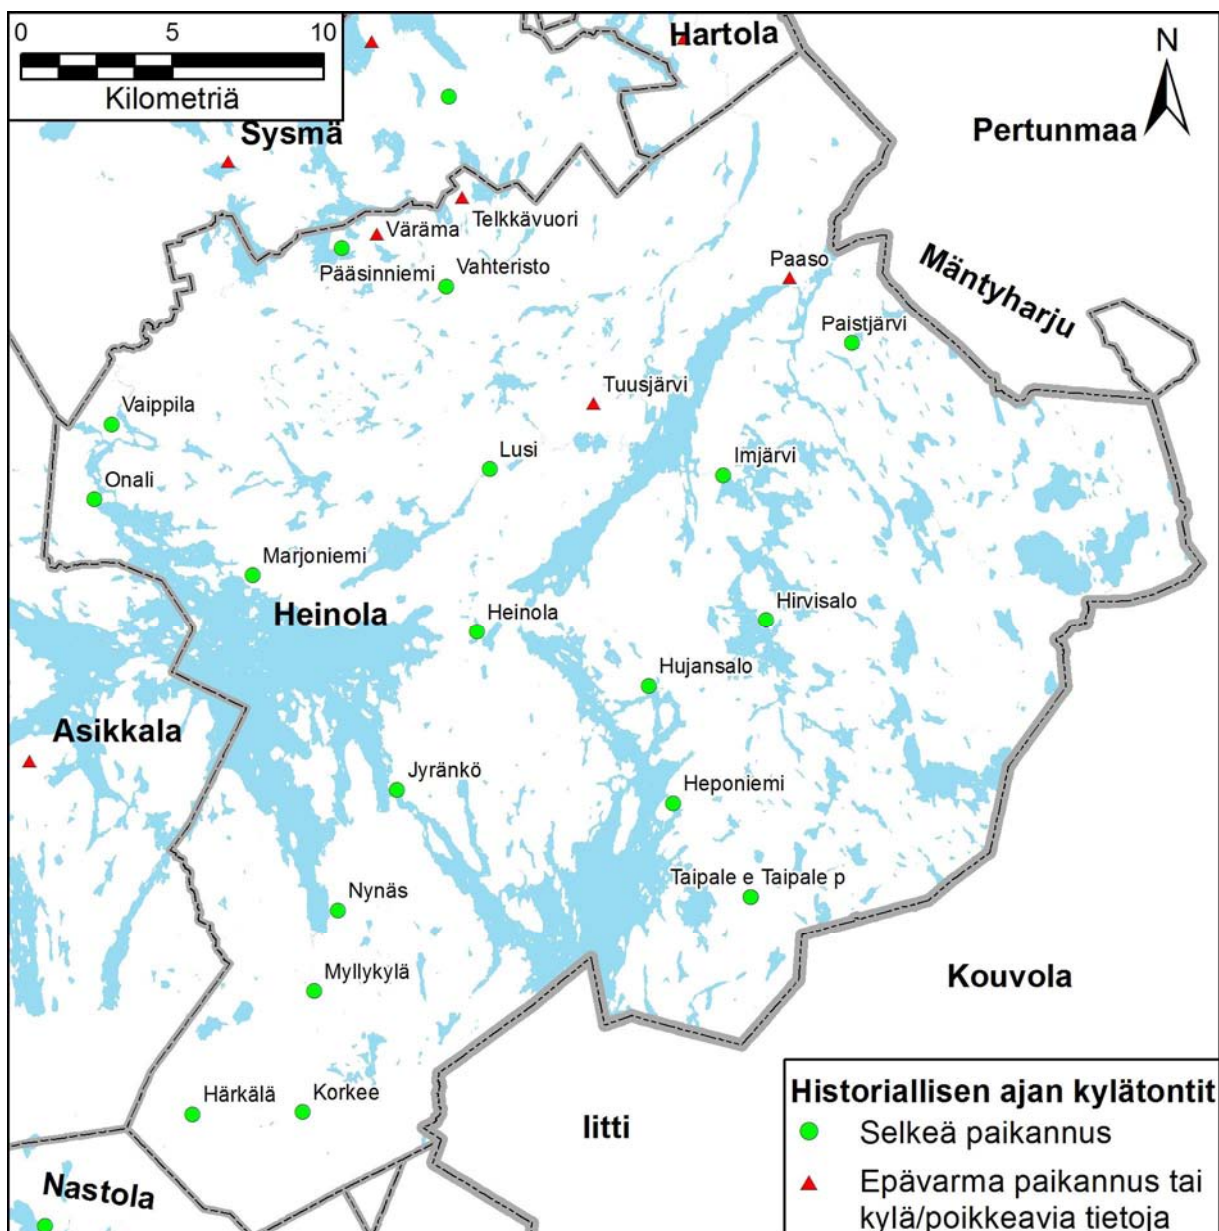 0 5 10
Kilometriä
Hartola
N
Sysmä
Pertunmaa
Telkkävuori
Väräma
Pääsinniemi
Vahteristo
Paaso
Mäntyharju
Paistjärvi
Tuusjärvi
Vaippila
Lusi
Imjärvi
Onali
Marjoniemi
Heinola
Heinola
Hirvisalo
Hujansalo
Asikkala
Jyränkö
Heponiemi
Taipale e Taipale p
Nynäs
Myllykylä
Kouvola
Härkälä
Korkee
Iitti
Nastola
Historiallisen ajan kylätontit
Selkeä paikannus
Epävarma paikannus tai
kylä/poikkeavia tietoja